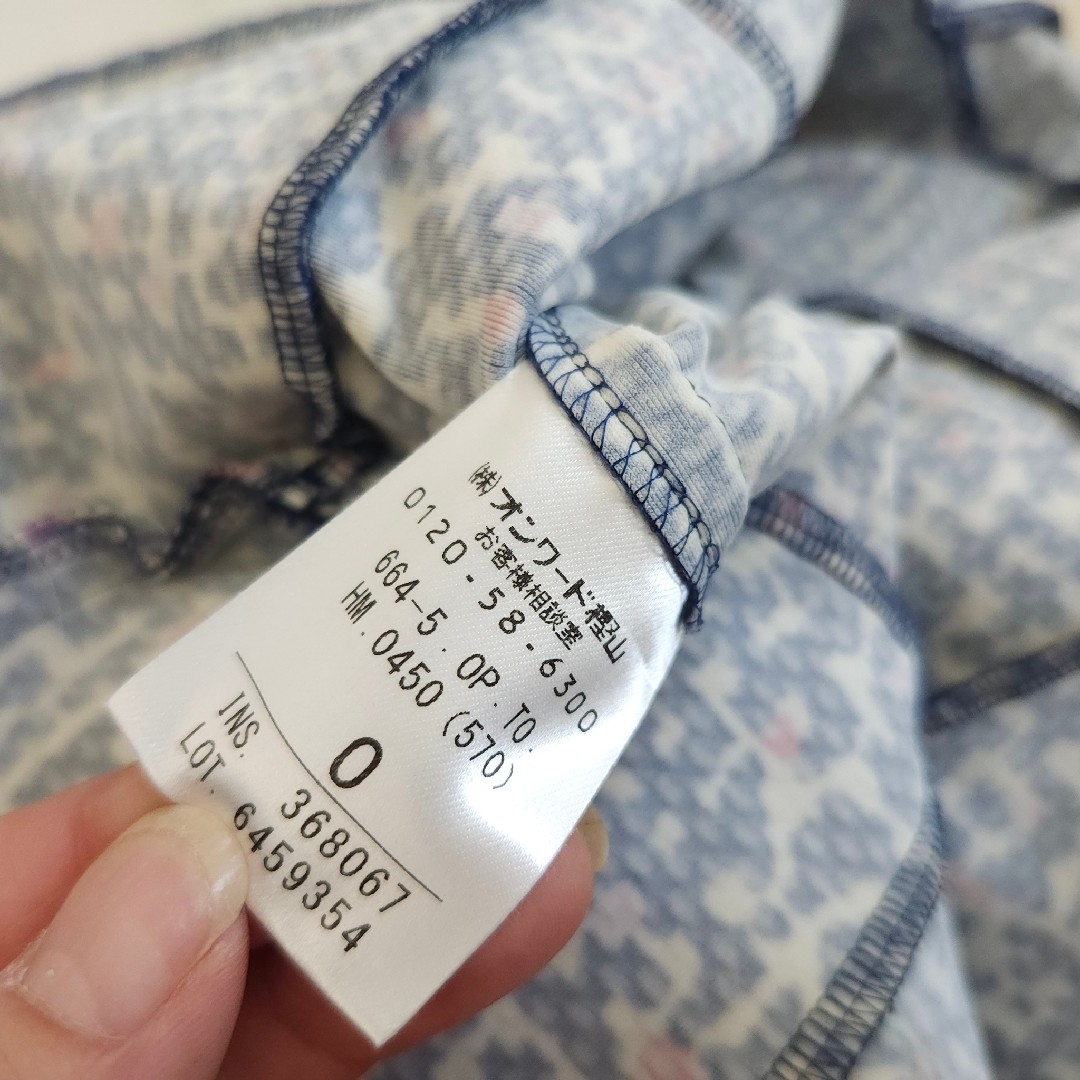 ㈱オンワード樫山
お客様相談室
0120-58-6300
664-5.OP.TO.
HM.0450(570)
0
INS. 368067
LOT. 6459354